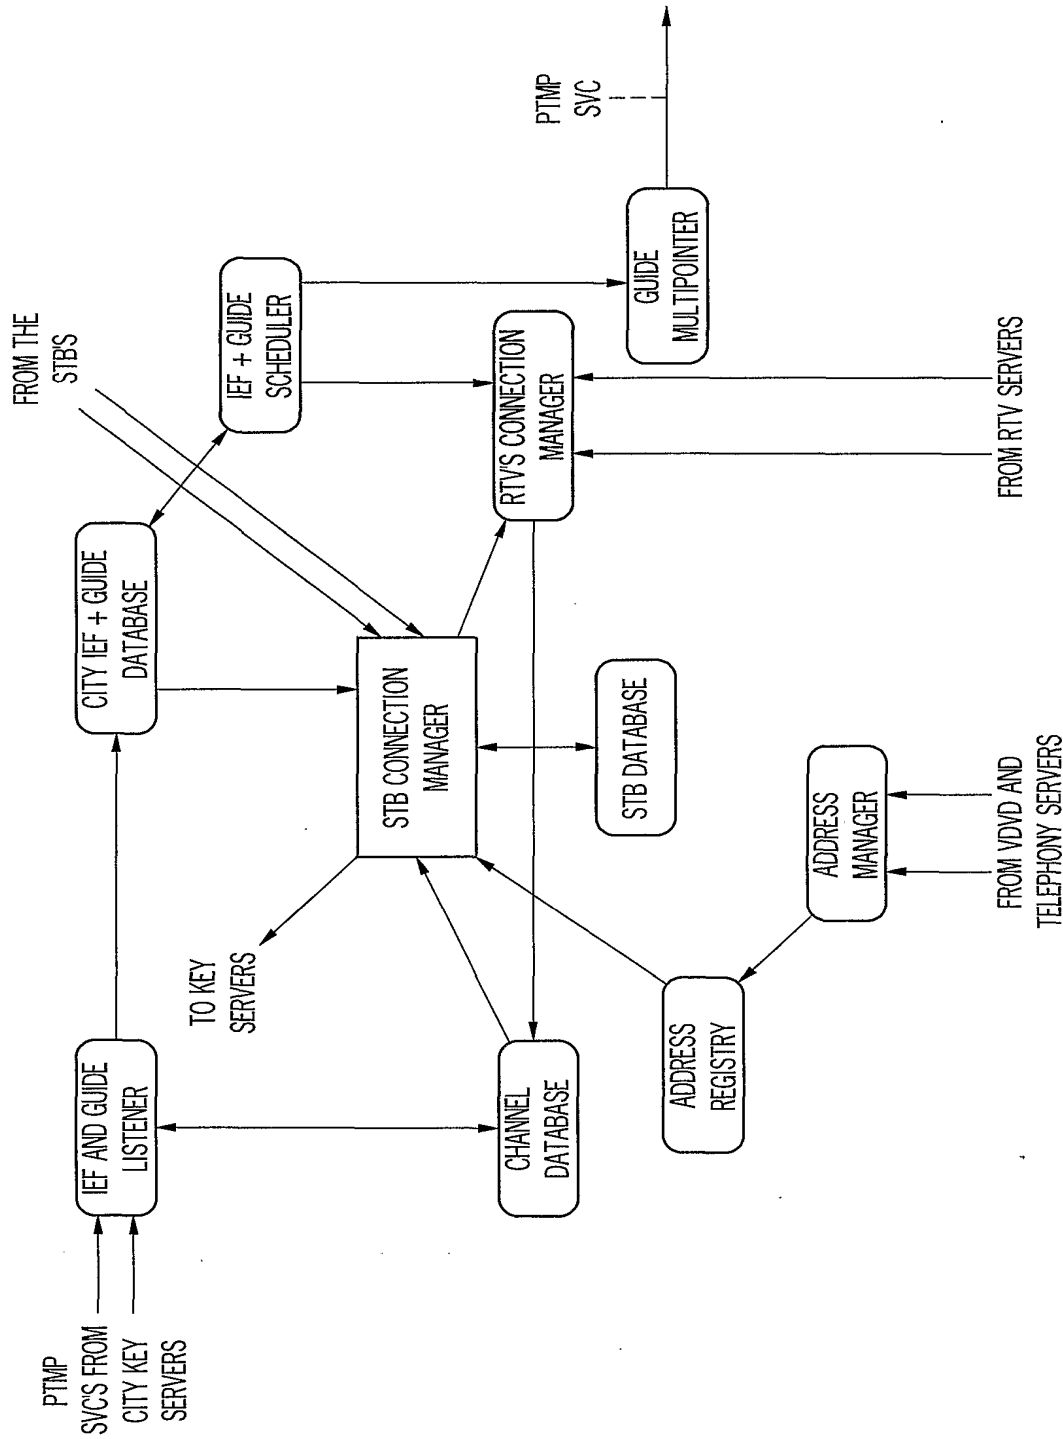 PTMP
SVC'S FROM
CITY KEY
SERVERS
IEF AND GUIDE
LISTENER
CITY IEF + GUIDE
DATABASE
FROM THE
STB'S
IEF + GUIDE
SCHEDULER
TO KEY
SERVERS
STB CONNECTION
MANAGER
CHANNEL
DATABASE
RTV'S CONNECTION
MANAGER
PTMP
SVC
GUIDE
MULTIPOINTER
STB DATABASE
ADDRESS
REGISTRY
ADDRESS
MANAGER
FROM VDVD AND
TELEPHONY SERVERS
FROM RTV SERVERS